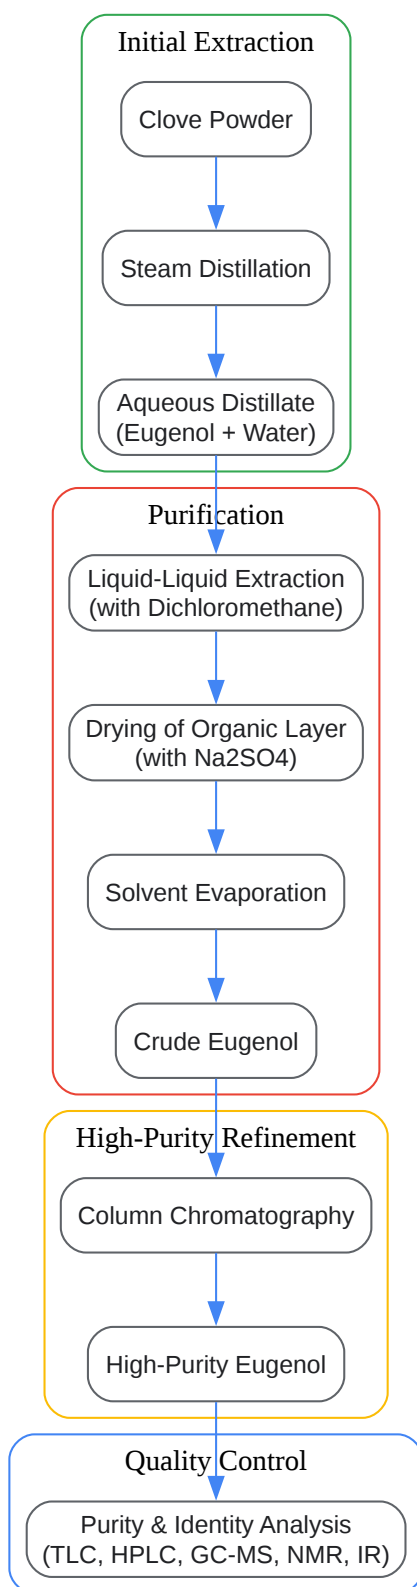 Initial Extraction
Clove Powder
Steam Distillation
Aqueous Distillate
(Eugenol + Water)
Purification
Liquid-Liquid Extraction
(with Dichloromethane)
Drying of Organic Layer
(with Na2SO4)
Solvent Evaporation
Crude Eugenol
High-Purity Refinement
Column Chromatography
High-Purity Eugenol
Quality Control
Purity & Identity Analysis
(TLC, HPLC, GC-MS, NMR, IR)